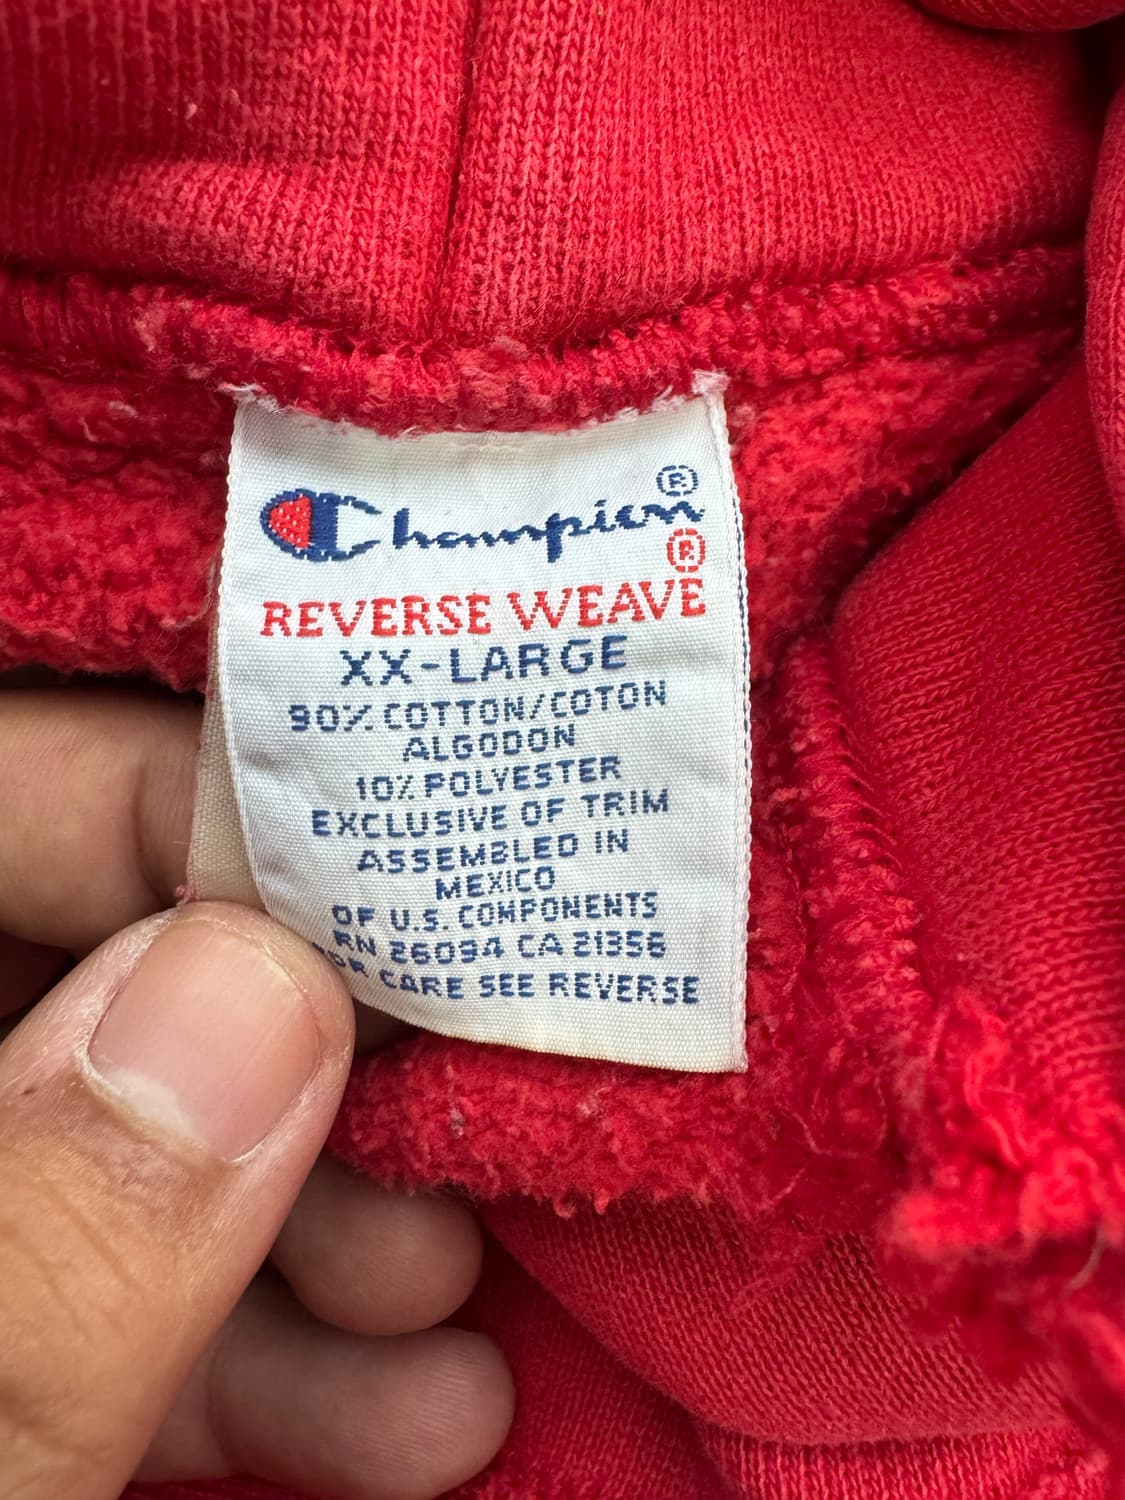 Champion®
®
REVERSE WEAVE
XX-LARGE
90% COTTON/COTON
ALGODON
10% POLYESTER
EXCLUSIVE OF TRIM
ASSEMBLED IN
MEXICO
OF U.S. COMPONENTS
RN 26094 CA 21356
FOR CARE SEE REVERSE